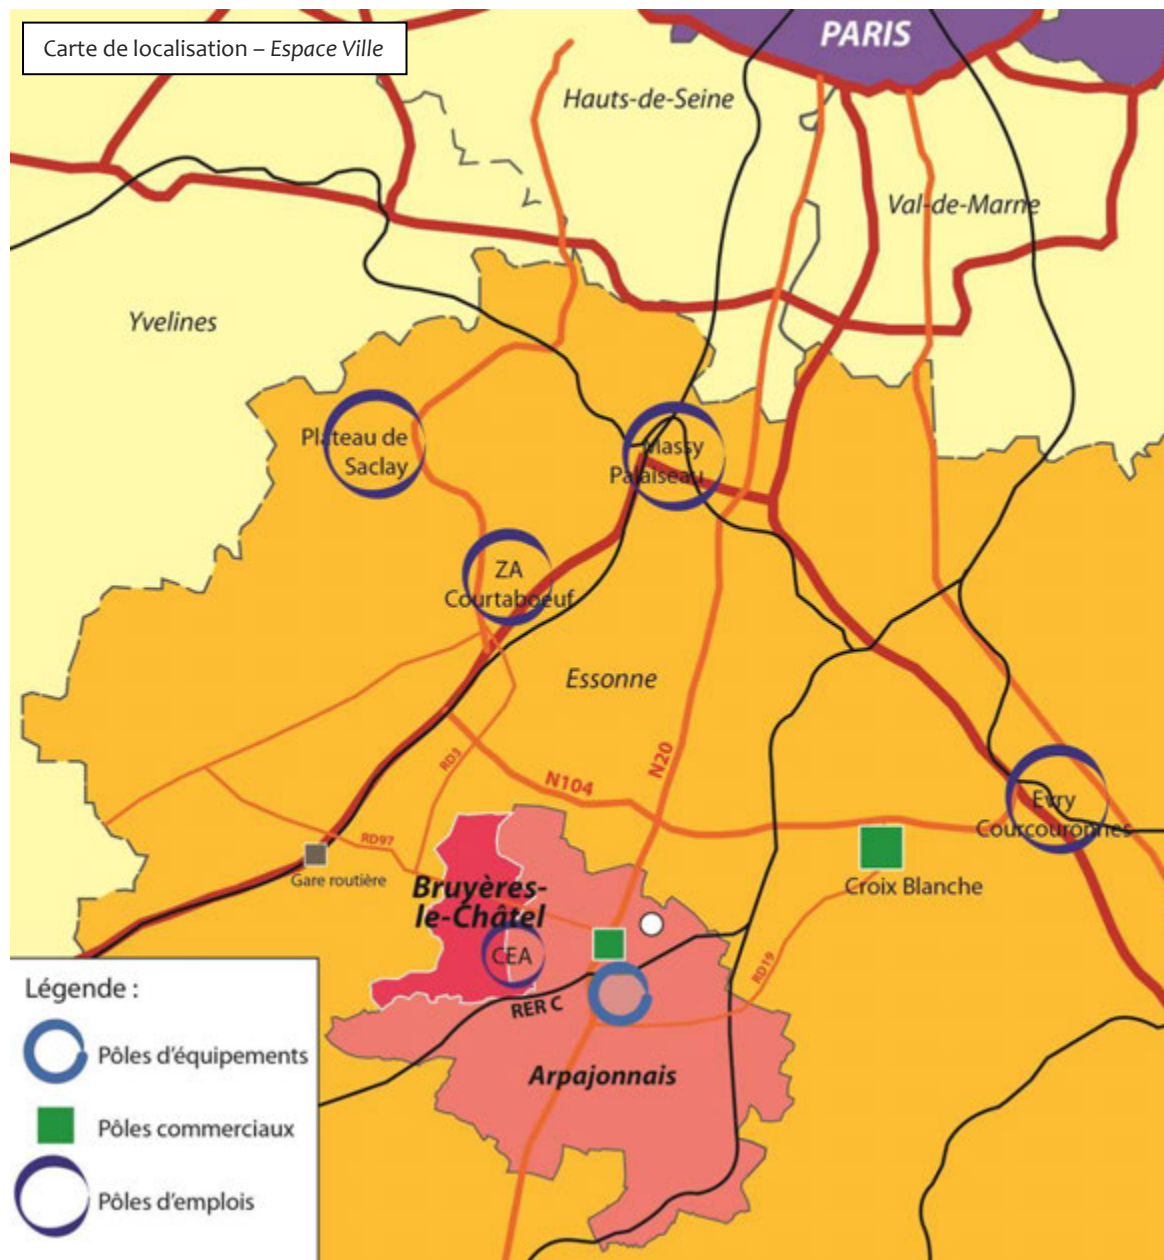 Carte de localisation – Espace Ville
PARIS
Hauts-de-Seine
Val-de-Marne
Yvelines
Plateau de
Saclay
Massy
Palaiseau
ZA
Courtaboeuf
Essonne
N20
RD3
N104
Evry
Courcouronnes
RD97
Gare routière
Croix Blanche
Bruyères-
le-Châtel
CEA
RD19
RER C
Arpajonnais
Légende :
Pôles d'équipements
Pôles commerciaux
Pôles d'emplois